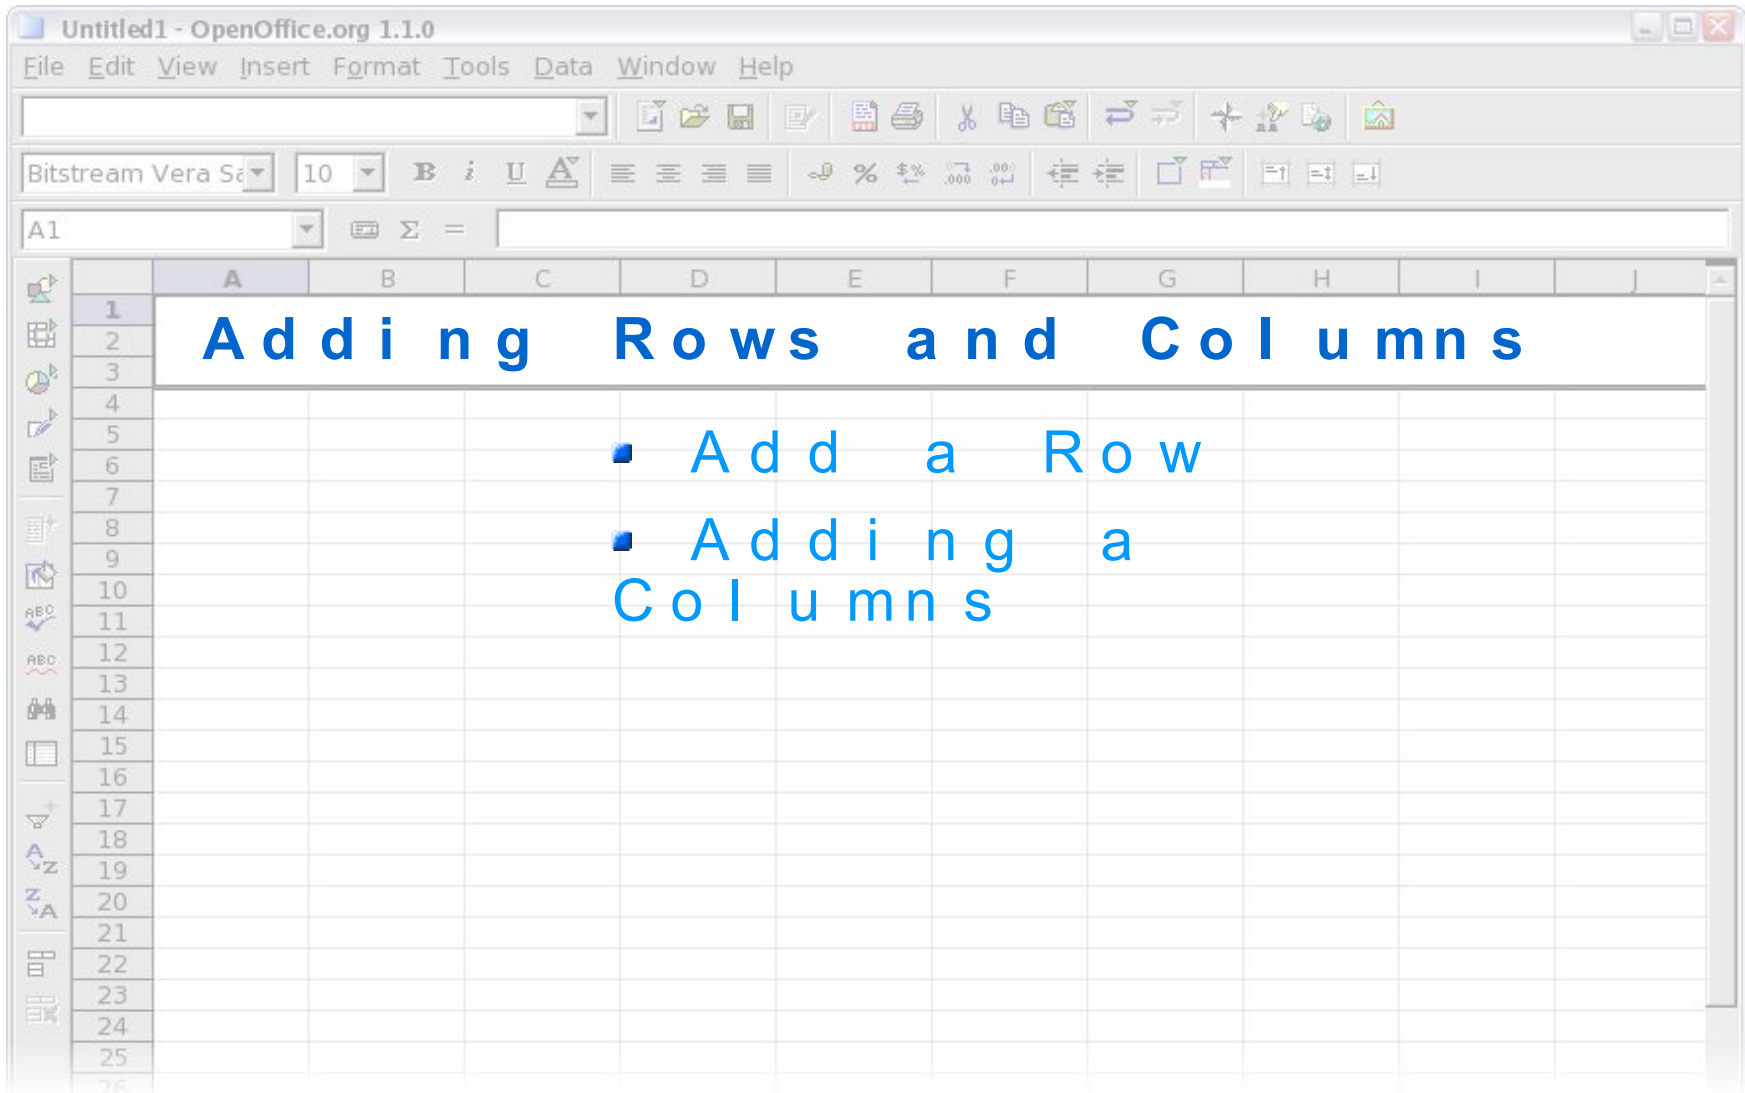 Untitled1 - OpenOffice.org 1.1.0
File Edit View Insert Format Tools Data Window Help
Bitstream Vera Sa 10 B i U A
A1 Σ =
A B C D E F G H I J
1
Adding Rows and Columns
2
3
4
5
Add a Row
6
7
8
Adding a
9
10
Columns
11
12
13
14
15
16
17
18
19
20
21
22
23
24
25
26